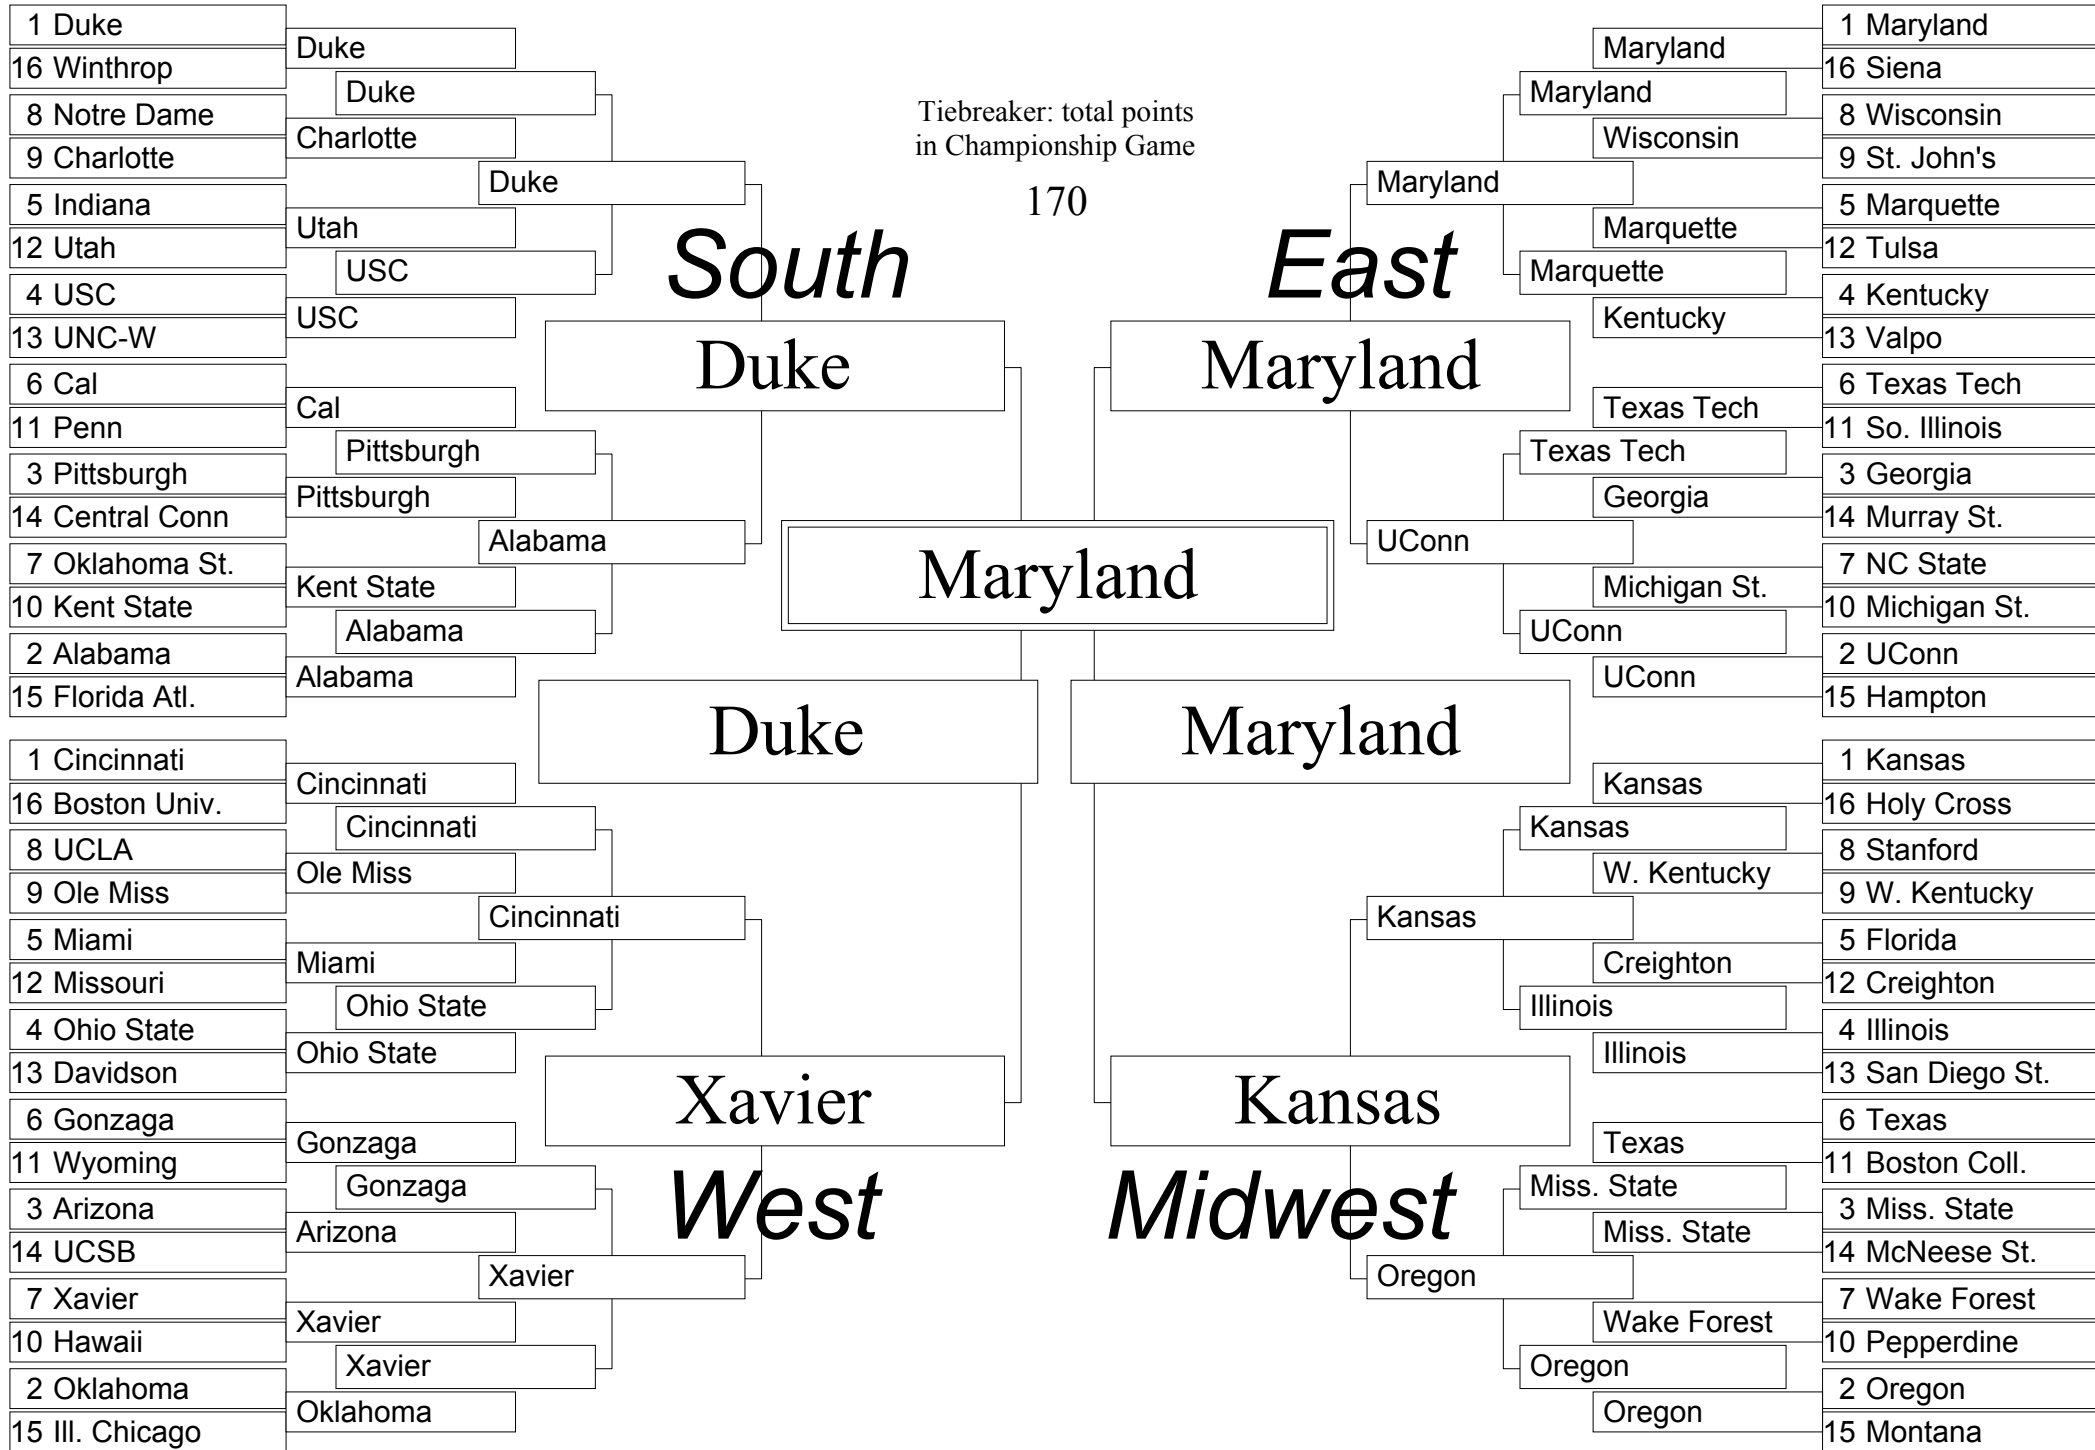 1 Duke
16 Winthrop
8 Notre Dame
9 Charlotte
5 Indiana
12 Utah
4 USC
13 UNC-W
6 Cal
11 Penn
3 Pittsburgh
14 Central Conn
7 Oklahoma St.
10 Kent State
2 Alabama
15 Florida Atl.
1 Cincinnati
16 Boston Univ.
8 UCLA
9 Ole Miss
5 Miami
12 Missouri
4 Ohio State
13 Davidson
6 Gonzaga
11 Wyoming
3 Arizona
14 UCSB
7 Xavier
10 Hawaii
2 Oklahoma
15 Ill. Chicago
Duke
Charlotte
Utah
USC
Cal
Pittsburgh
Kent State
Alabama
Cincinnati
Ole Miss
Miami
Ohio State
Gonzaga
Arizona
Xavier
Oklahoma
Duke
USC
Pittsburgh
Alabama
Cincinnati
Ohio State
Gonzaga
Xavier
Duke
Alabama
Cincinnati
Xavier
South
Duke
Xavier
West
Tiebreaker: total points
in Championship Game
170
Maryland
Duke
Maryland
East
Maryland
Kansas
Midwest
Maryland
UConn
Kansas
Oregon
Maryland
Marquette
Texas Tech
UConn
Kansas
Illinois
Miss. State
Oregon
Maryland
Wisconsin
Marquette
Kentucky
Texas Tech
Georgia
Michigan St.
UConn
Kansas
W. Kentucky
Creighton
Illinois
Texas
Miss. State
Wake Forest
Oregon
1 Maryland
16 Siena
8 Wisconsin
9 St. John's
5 Marquette
12 Tulsa
4 Kentucky
13 Valpo
6 Texas Tech
11 So. Illinois
3 Georgia
14 Murray St.
7 NC State
10 Michigan St.
2 UConn
15 Hampton
1 Kansas
16 Holy Cross
8 Stanford
9 W. Kentucky
5 Florida
12 Creighton
4 Illinois
13 San Diego St.
6 Texas
11 Boston Coll.
3 Miss. State
14 McNeese St.
7 Wake Forest
10 Pepperdine
2 Oregon
15 Montana